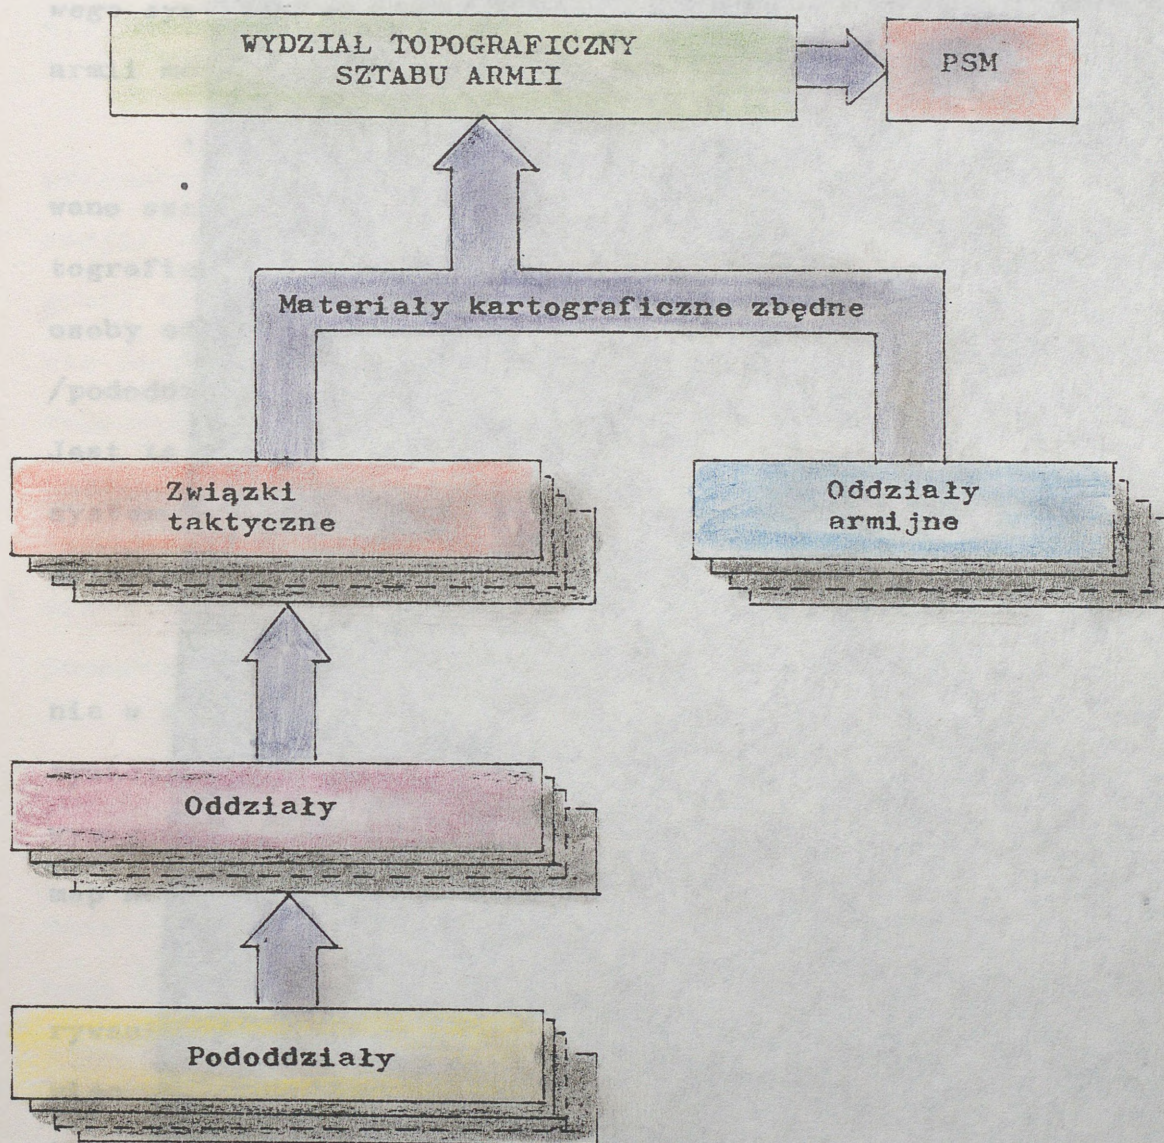 WYDZIAŁ TOPOGRAFICZNY
SZTABU ARMII
PSM
Materiały kartograficzne zbędne
Związki
taktyczne
Oddziały
armijne
Oddziały
Pododdziały